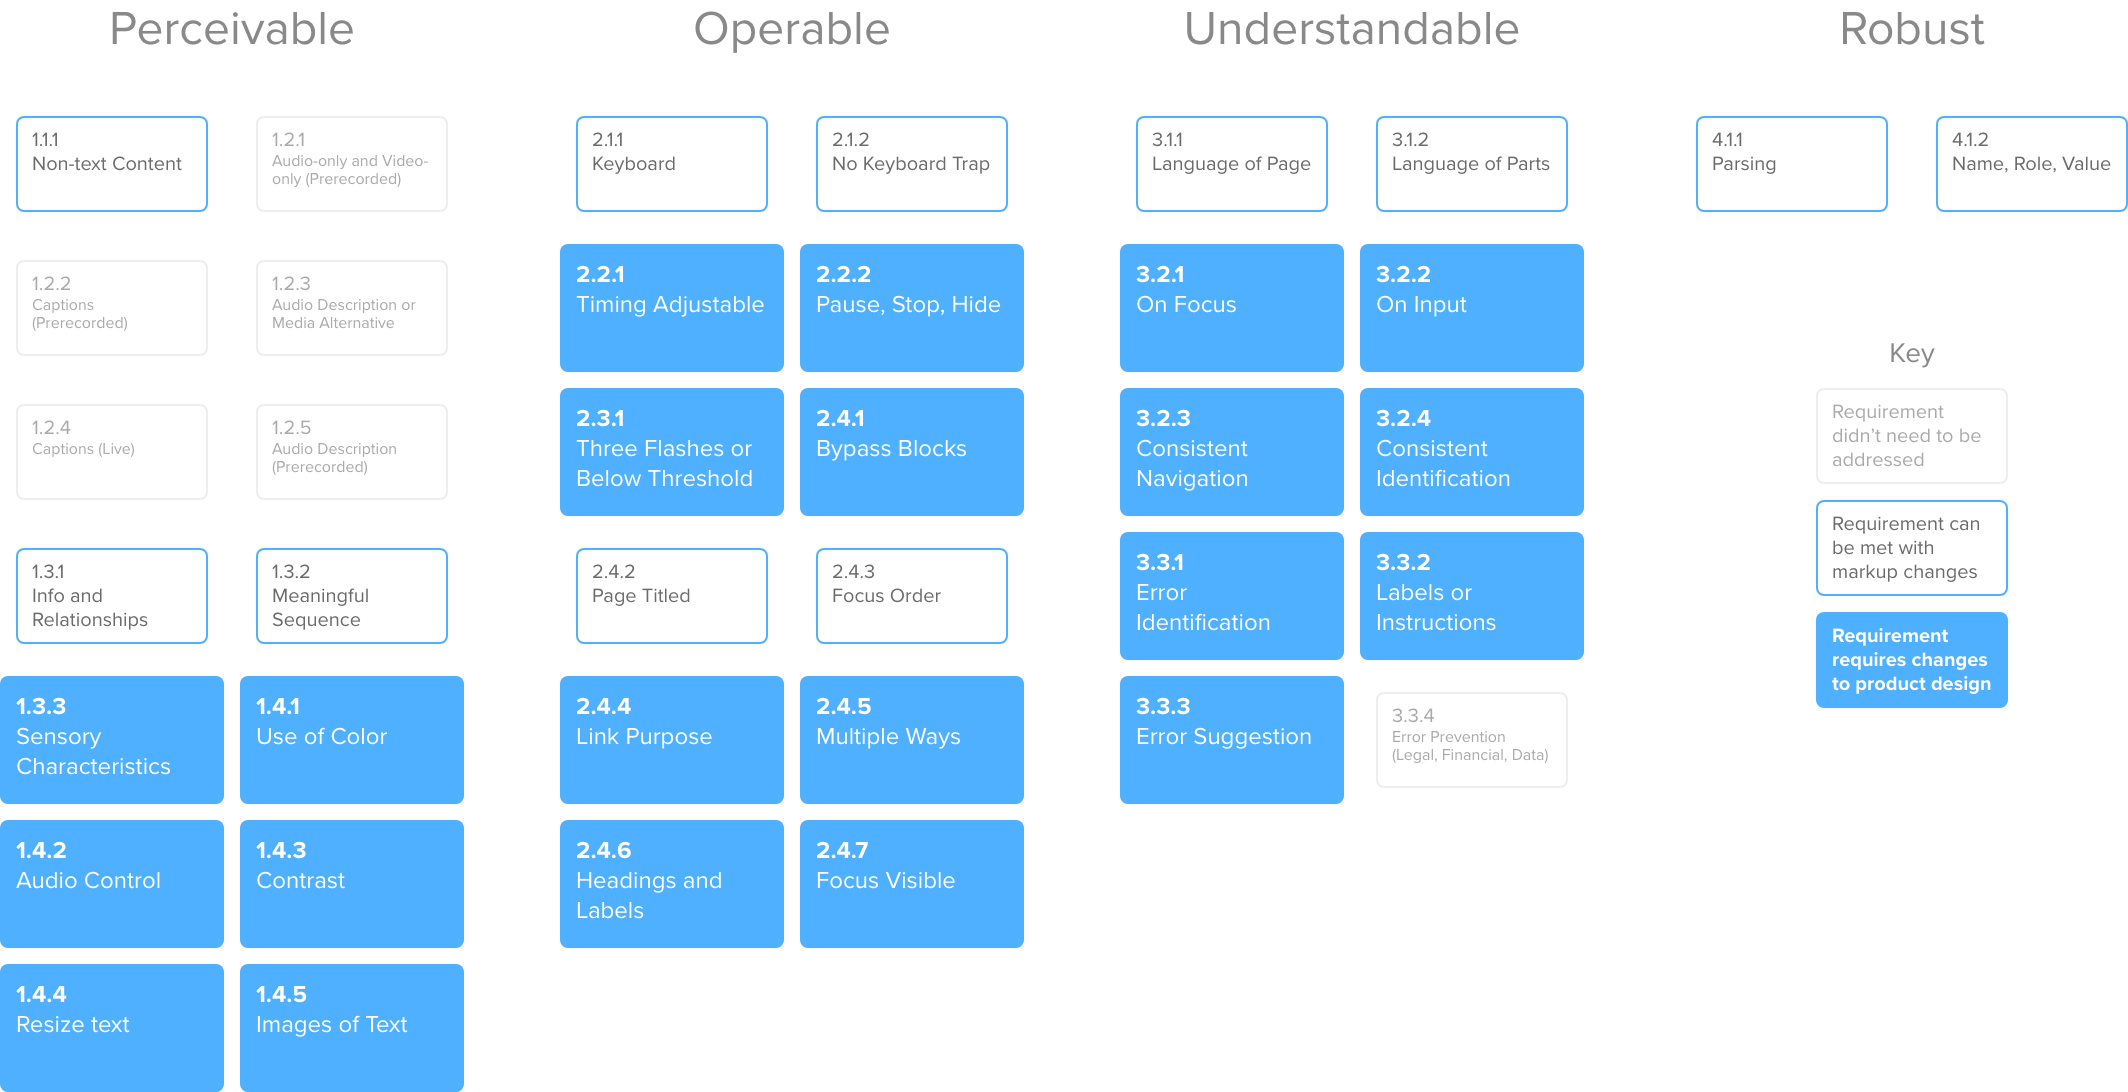 Perceivable
1.1.1
Non-text Content
1.2.1
Audio-only and Video-
only (Prerecorded)
1.2.2
Captions
(Prerecorded)
1.2.3
Audio Description or
Media Alternative
1.2.4
Captions (Live)
1.2.5
Audio Description
(Prerecorded)
1.3.1
Info and
Relationships
1.3.2
Meaningful
Sequence
1.3.3
Sensory
Characteristics
1.4.1
Use of Color
1.4.2
Audio Control
1.4.3
Contrast
1.4.4
Resize text
1.4.5
Images of Text
Operable
2.1.1
Keyboard
2.1.2
No Keyboard Trap
2.2.1
Timing Adjustable
2.2.2
Pause, Stop, Hide
2.3.1
Three Flashes or
Below Threshold
2.4.1
Bypass Blocks
2.4.2
Page Titled
2.4.3
Focus Order
2.4.4
Link Purpose
2.4.5
Multiple Ways
2.4.6
Headings and
Labels
2.4.7
Focus Visible
Understandable
3.1.1
Language of Page
3.1.2
Language of Parts
3.2.1
On Focus
3.2.2
On Input
3.2.3
Consistent
Navigation
3.2.4
Consistent
Identification
3.3.1
Error
Identification
3.3.2
Labels or
Instructions
3.3.3
Error Suggestion
3.3.4
Error Prevention
(Legal, Financial, Data)
Robust
4.1.1
Parsing
4.1.2
Name, Role, Value
Key
Requirement
didn’t need to be
addressed
Requirement can
be met with
markup changes
Requirement
requires changes
to product design